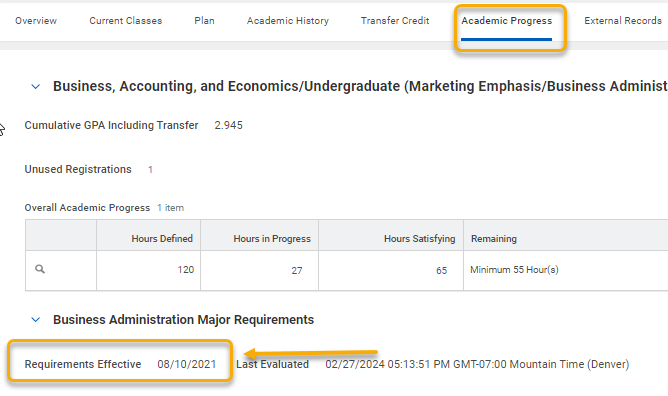 Overview Current Classes Plan Academic History Transfer Credit Academic Progress External Records
Business, Accounting, and Economics/Undergraduate (Marketing Emphasis/Business Administ
Cumulative GPA Including Transfer 2.945
Unused Registrations 1
Overall Academic Progress 1 item
Hours Defined Hours in Progress Hours Satisfying Remaining
120 27 65 Minimum 55 Hour(s)
Business Administration Major Requirements
Requirements Effective 08/10/2021 Last Evaluated 02/27/2024 05:13:51 PM GMT-07:00 Mountain Time (Denver)